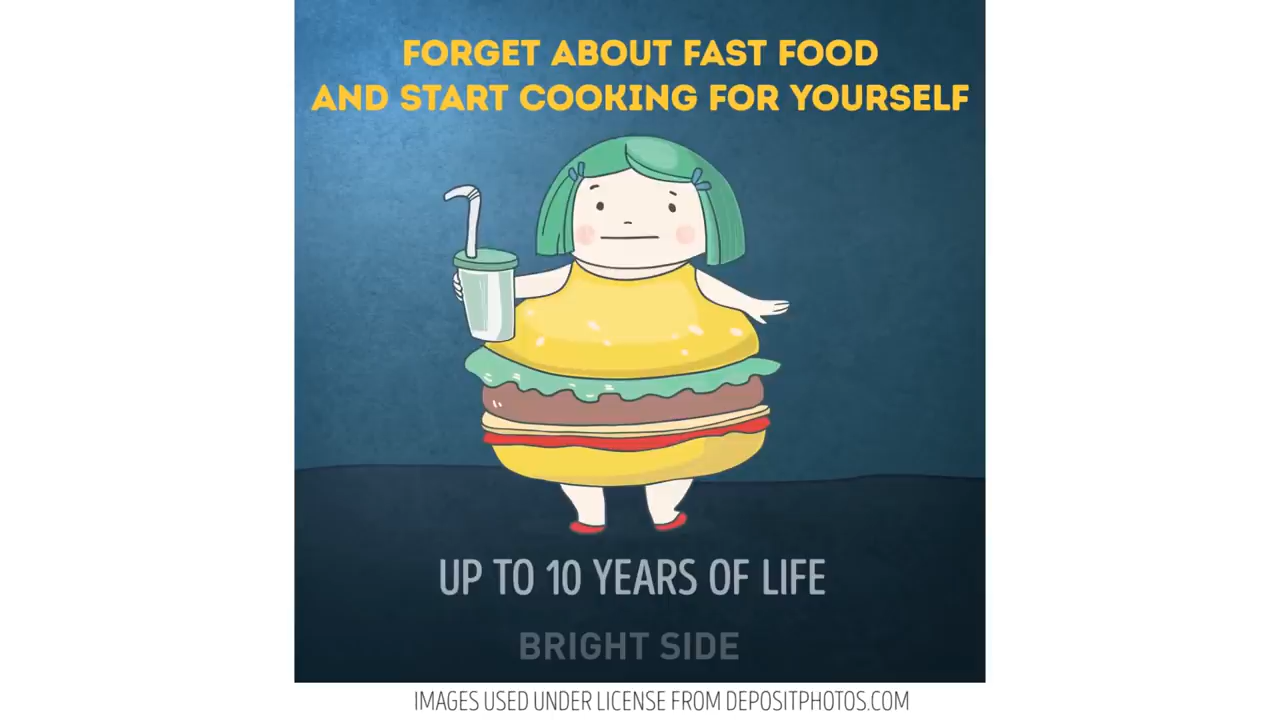 FORGET ABOUT FAST FOOD
AND START COOKING FOR YOURSELF
UP TO 10 YEARS OF LIFE
BRIGHT SIDE
IMAGES USED UNDER LICENSE FROM DEPOSITPHOTOS.COM